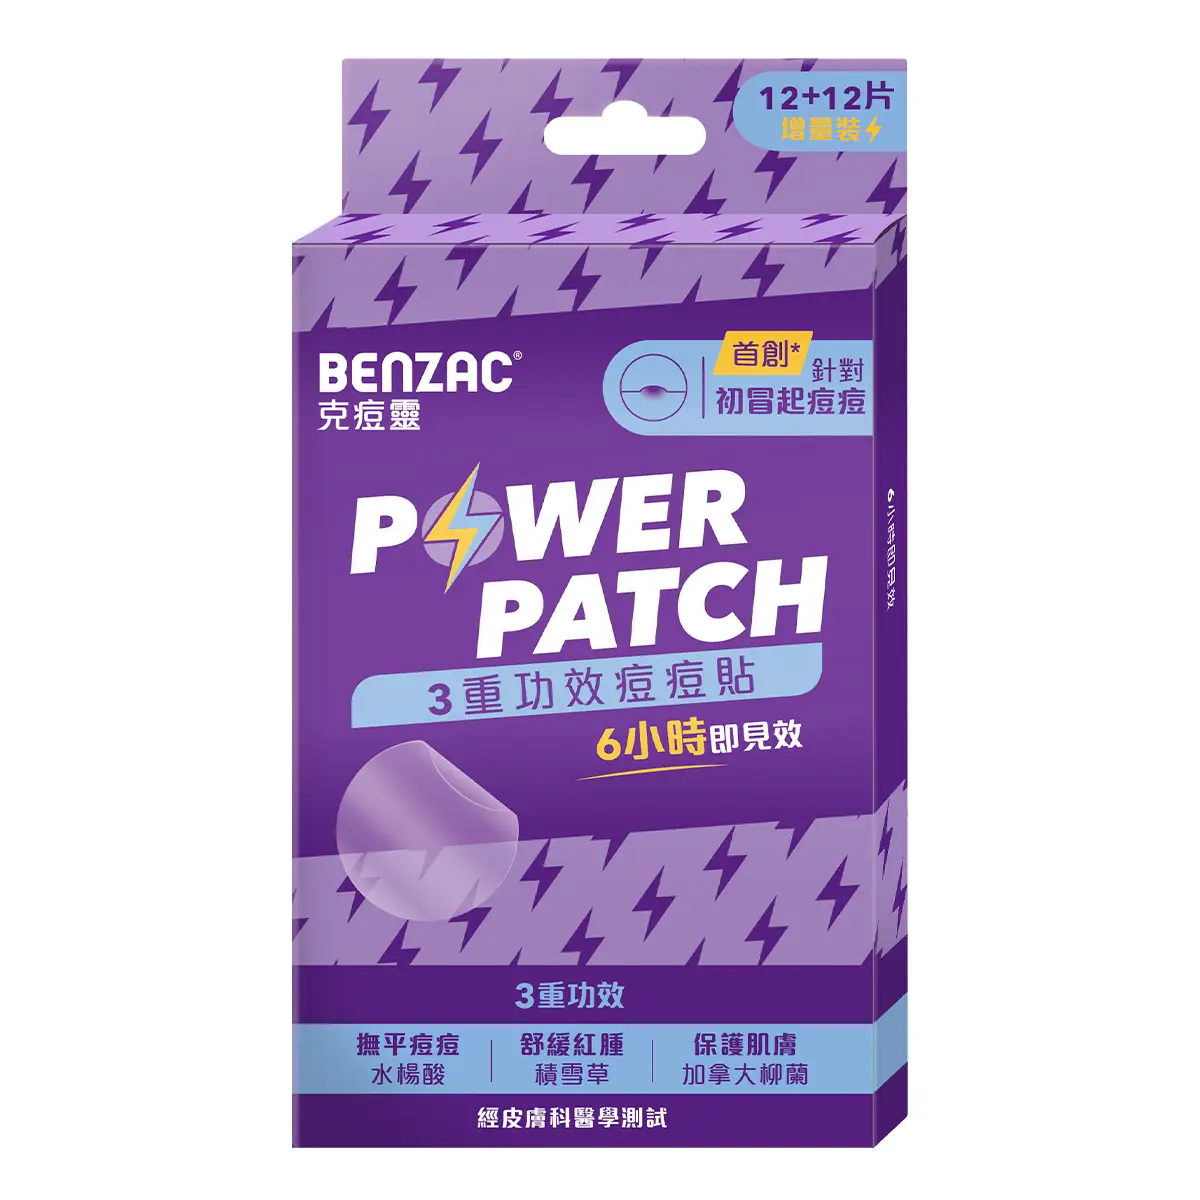 12+12片
增量裝
BENZAC®
克痘靈
首創*
針對
初冒起痘痘
POWER
PATCH
3重功效痘痘貼
6小時即見效
6小時即見效
3重功效
撫平痘痘
水楊酸
舒緩紅腫
積雪草
保護肌膚
加拿大柳蘭
經皮膚科醫學測試